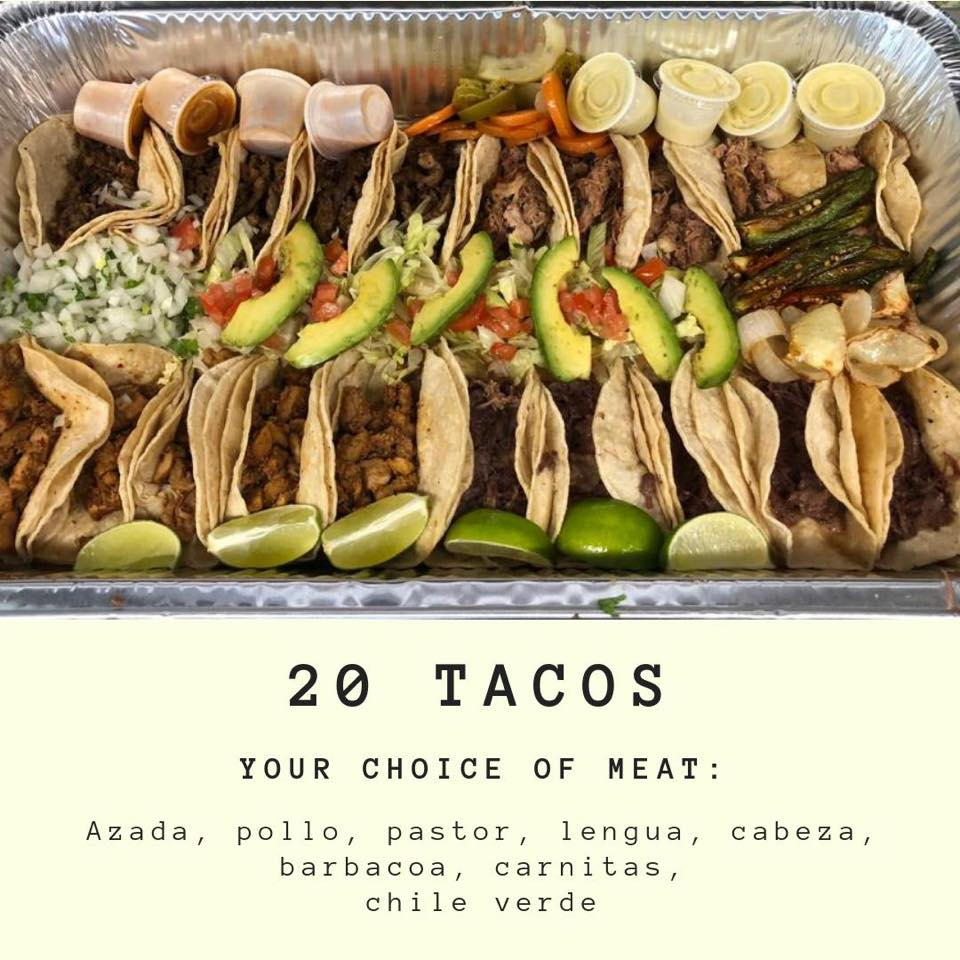 20 TACOS
YOUR CHOICE OF MEAT:
Azada, pollo, pastor, lengua, cabeza,
barbacoa, carnitas,
chile verde